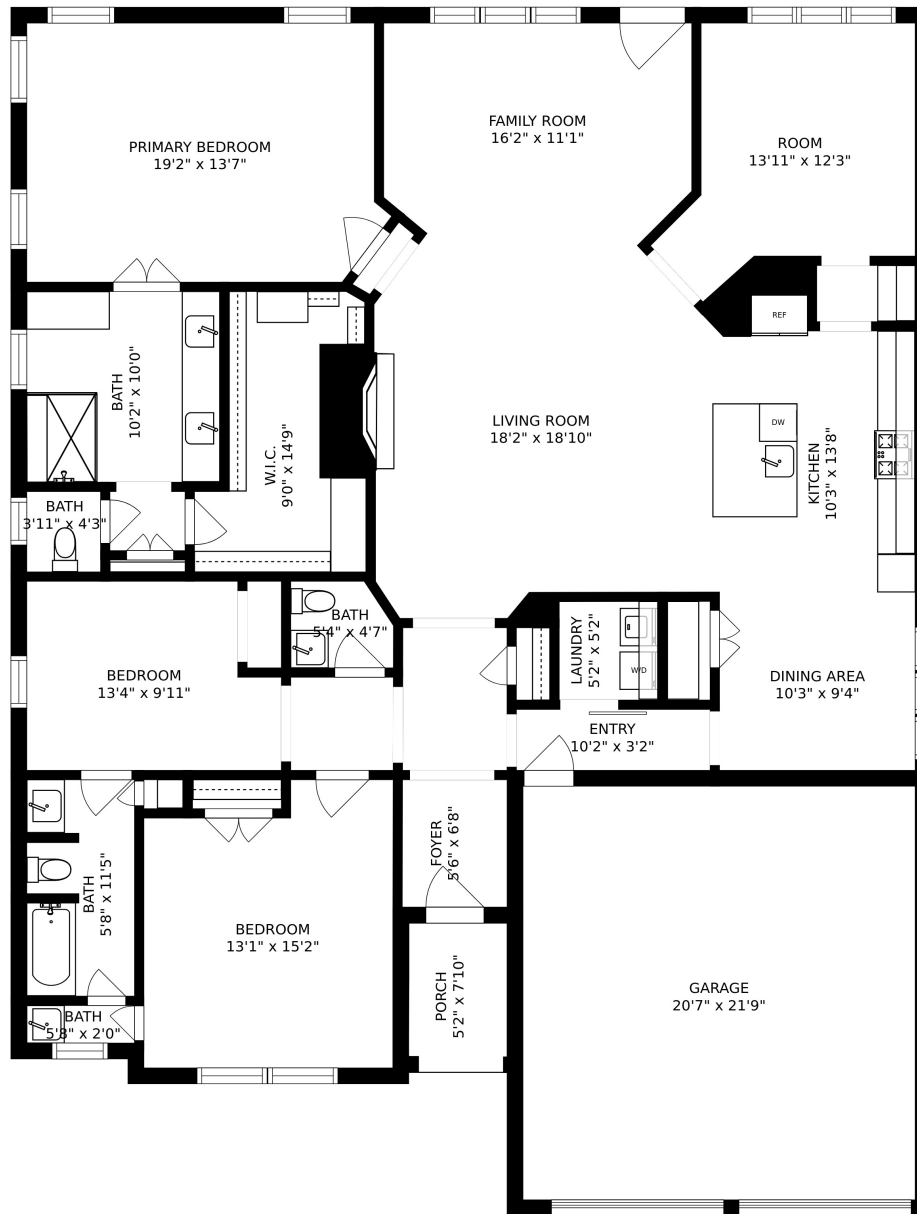 PRIMARY BEDROOM
19'2" x 13'7"
FAMILY ROOM
16'2" x 11'1"
ROOM
13'11" x 12'3"
REF
BATH
10'2" x 10'0"
W.I.C.
9'0" x 14'9"
LIVING ROOM
18'2" x 18'10"
DW
KITCHEN
10'3" x 13'8"
BATH
3'11" x 4'3"
BATH
5'4" x 4'7"
LAUNDRY
5'2" x 5'2"
W/D
BEDROOM
13'4" x 9'11"
DINING AREA
10'3" x 9'4"
ENTRY
10'2" x 3'2"
FOYER
5'6" x 6'8"
BATH
5'8" x 11'5"
BEDROOM
13'1" x 15'2"
PORCH
5'2" x 7'10"
GARAGE
20'7" x 21'9"
BATH
5'8" x 2'0"